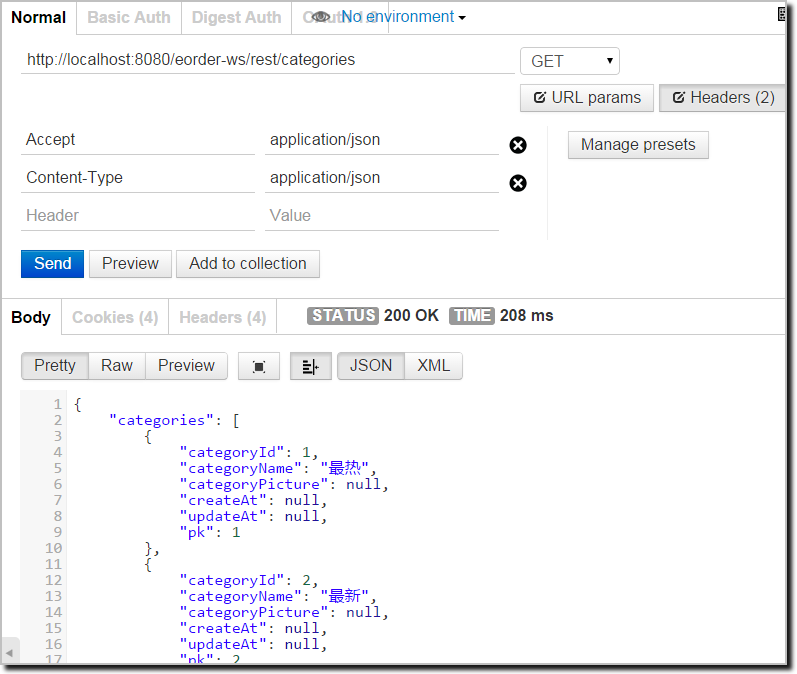 Normal Basic Auth Digest Auth OAuth 1.0 No environment
http://localhost:8080/eorder-ws/rest/categories GET
URL params Headers (2)
Accept application/json Manage presets
Content-Type application/json
Header Value
Send Preview Add to collection
Body Cookies (4) Headers (4) STATUS 200 OK TIME 208 ms
Pretty Raw Preview JSON XML
1 {
2 "categories": [
3 {
4 "categoryId": 1,
5 "categoryName": "最热",
6 "categoryPicture": null,
7 "createAt": null,
8 "updateAt": null,
9 "pk": 1
10 },
11 {
12 "categoryId": 2,
13 "categoryName": "最新",
14 "categoryPicture": null,
15 "createAt": null,
16 "updateAt": null,
17 "pk": 2